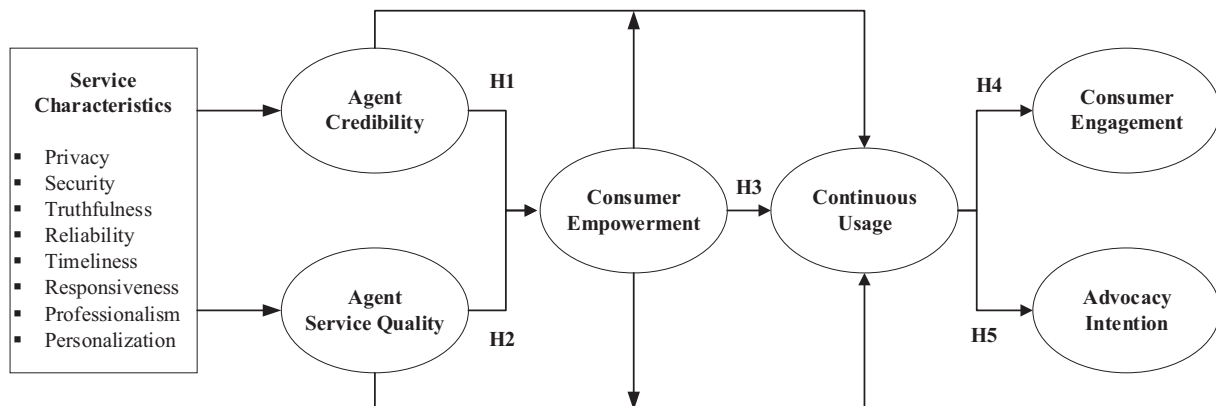 Service
Characteristics
▪ Privacy
▪ Security
▪ Truthfulness
▪ Reliability
▪ Timeliness
▪ Responsiveness
▪ Professionalism
▪ Personalization
Agent
Credibility
Agent
Service Quality
H1
H2
Consumer
Empowerment
H3
Continuous
Usage
H4
H5
Consumer
Engagement
Advocacy
Intention